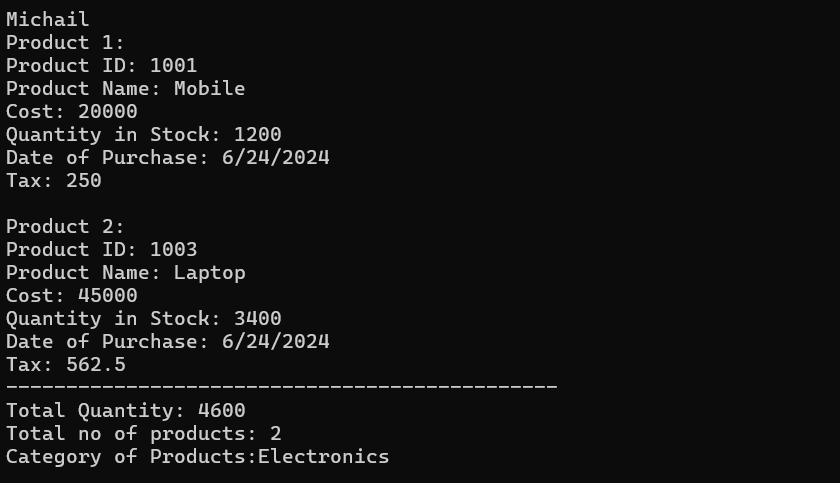 Michail
Product 1:
Product ID: 1001
Product Name: Mobile
Cost: 20000
Quantity in Stock: 1200
Date of Purchase: 6/24/2024
Tax: 250

Product 2:
Product ID: 1003
Product Name: Laptop
Cost: 45000
Quantity in Stock: 3400
Date of Purchase: 6/24/2024
Tax: 562.5
----------------------------------------------
Total Quantity: 4600
Total no of products: 2
Category of Products:Electronics